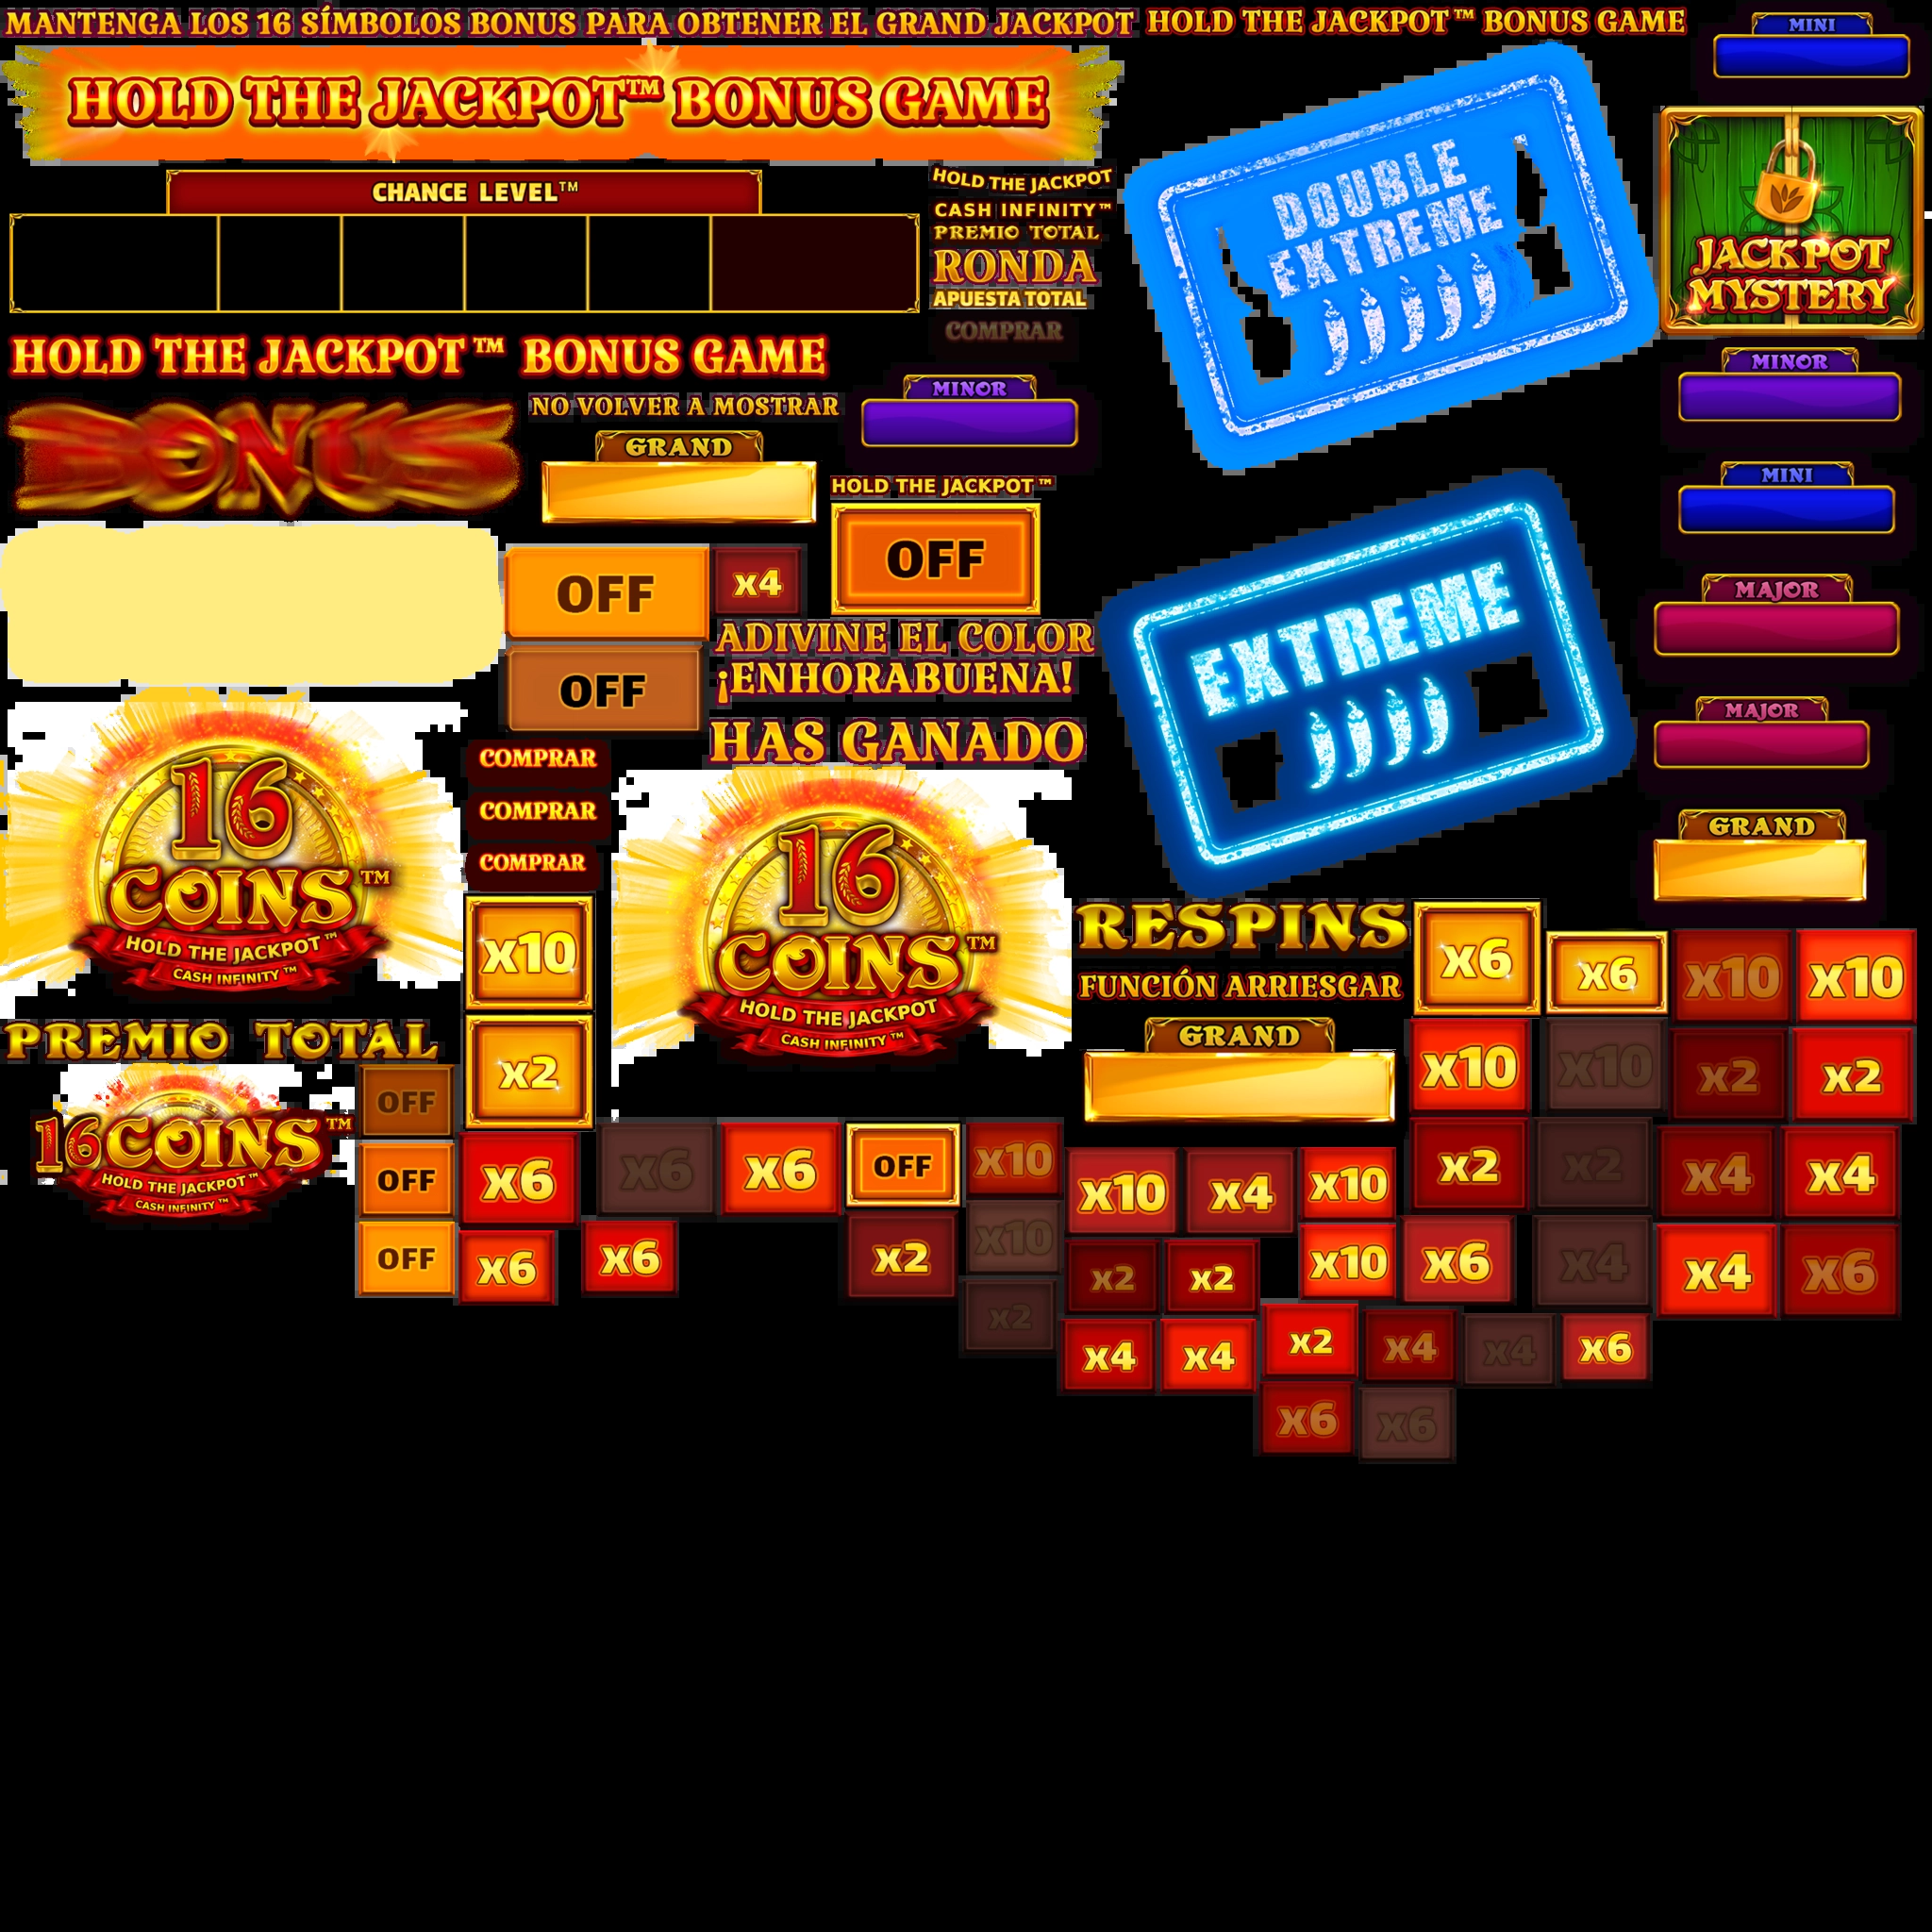 MANTENGA LOS 16 SÍMBOLOS BONUS PARA OBTENER EL GRAND JACKPOT
HOLD THE JACKPOT™ BONUS GAME
MINI
HOLD THE JACKPOT™ BONUS GAME
CHANCE LEVEL™
HOLD THE JACKPOT
CASH INFINITY™
PREMIO TOTAL
RONDA
APUESTA TOTAL
COMPRAR
DOUBLE
EXTREME
JACKPOT
MYSTERY
HOLD THE JACKPOT™ BONUS GAME
MINOR
BONUS
NO VOLVER A MOSTRAR
MINOR
GRAND
HOLD THE JACKPOT™
MINI
OFF
OFF
x4
OFF
ADIVINE EL COLOR
¡ENHORABUENA!
HAS GANADO
EXTREME
MAJOR
MAJOR
GRAND
16
COINS™
HOLD THE JACKPOT™
CASH INFINITY™
COMPRAR
COMPRAR
COMPRAR
16
COINS™
HOLD THE JACKPOT
CASH INFINITY™
x10
x2
RESPINS
FUNCIÓN ARRIESGAR
GRAND
x6
x6
x10
x10
PREMIO TOTAL
16 COINS™
HOLD THE JACKPOT™
CASH INFINITY™
OFF
OFF
OFF
x10
x10
x2
x2
x6
x6
x6
OFF
x10
x10
x4
x10
x2
x2
x4
x4
x6
x6
x2
x10
x2
x2
x10
x6
x4
x4
x6
x2
x4
x4
x2
x4
x4
x6
x6
x6